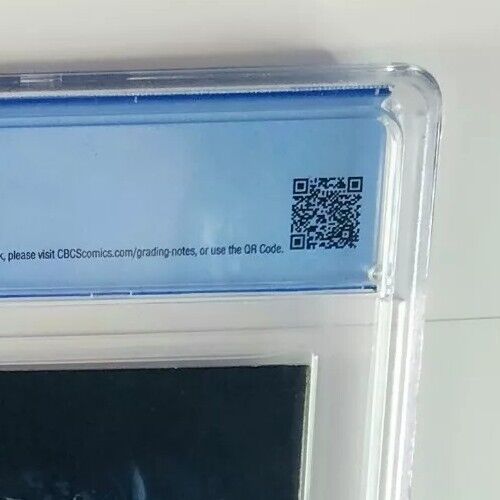 , please visit CBCScomics.com/grading-notes, or use the QR Code.